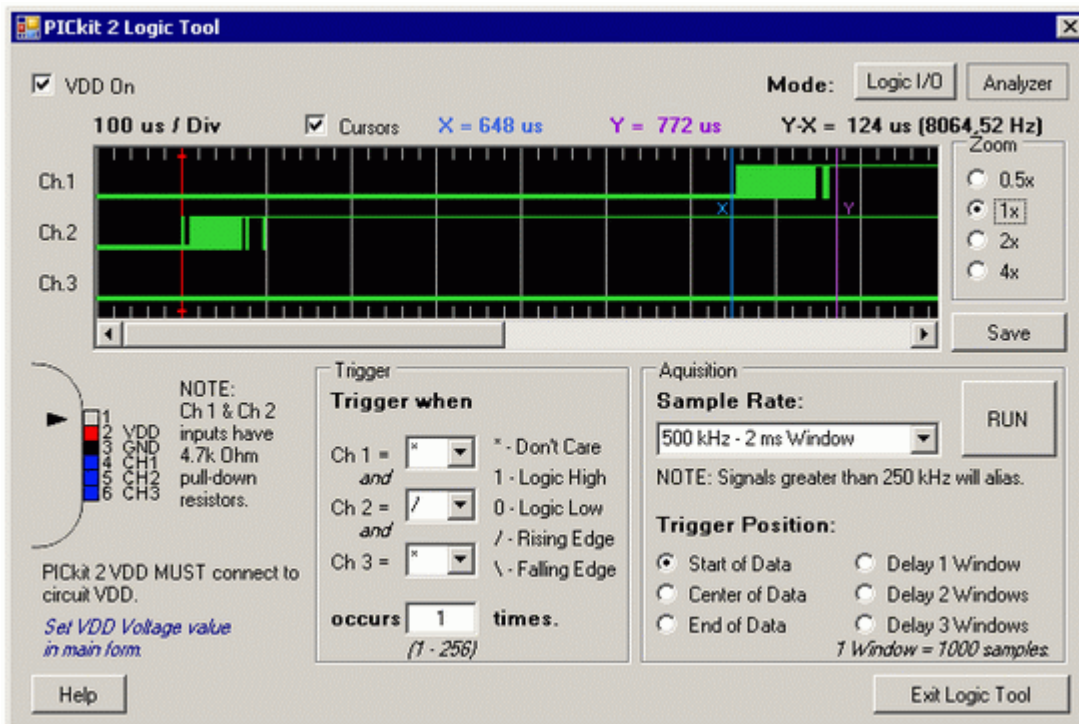 PICkit 2 Logic Tool
VDD On
Mode: Logic I/O Analyzer
100 us / Div Cursors X = 648 us Y = 772 us Y-X = 124 us (8064,52 Hz)
Zoom
Ch.1
Ch.2
Ch.3
X
Y
0.5x
1x
2x
4x
Save
NOTE:
Ch 1 & Ch 2
inputs have
4.7k Ohm
pull-down
resistors.
1
2 VDD
3 GND
4 CH1
5 CH2
6 CH3
PICkit 2 VDD MUST connect to
circuit VDD.
Set VDD Voltage value
in main form.
Trigger
Trigger when
Ch 1 = *
and
Ch 2 = /
and
Ch 3 = *
* - Don't Care
1 - Logic High
0 - Logic Low
/ - Rising Edge
\ - Falling Edge
occurs 1 times.
(1 - 256)
Aquisition
Sample Rate:
500 kHz - 2 ms Window
RUN
NOTE: Signals greater than 250 kHz will alias.
Trigger Position:
Start of Data
Center of Data
End of Data
Delay 1 Window
Delay 2 Windows
Delay 3 Windows
1 Window = 1000 samples.
Help
Exit Logic Tool